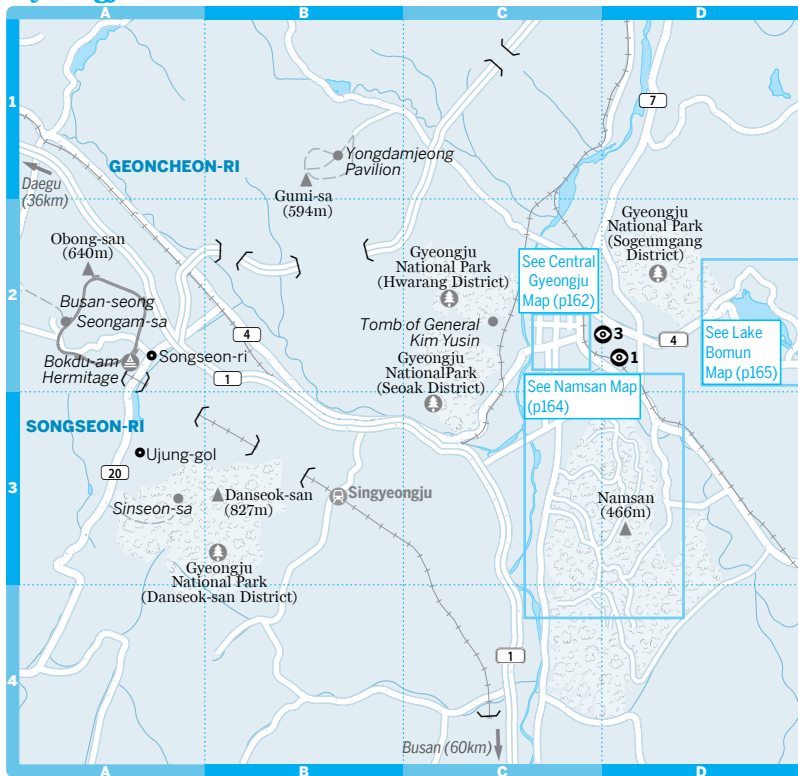 A
B
C
D
1
7
Yongdamjeong
Pavilion
GEONCHEON-RI
Daegu
(36km)
Gumi-sa
(594m)
Obong-san
(640m)
Gyeongju
National Park
(Sogeumgang
District)
Gyeongju
National Park
(Hwarang District)
See Central
Gyeongju
Map (p162)
2
Busan-seong
Seongam-sa
Tomb of General
Kim Yusin
3
4
4
See Lake
Bomun
Map (p165)
Songseon-ri
1
Bokdu-am
Hermitage
Gyeongju
NationalPark
(Seoak District)
1
See Namsan Map
(p164)
SONGSEON-RI
Ujung-gol
20
3
Danseok-san
(827m)
Singyeongju
Sinseon-sa
Namsan
(466m)
Gyeongju
National Park
(Danseok-san District)
1
4
Busan (60km)
A
B
C
D